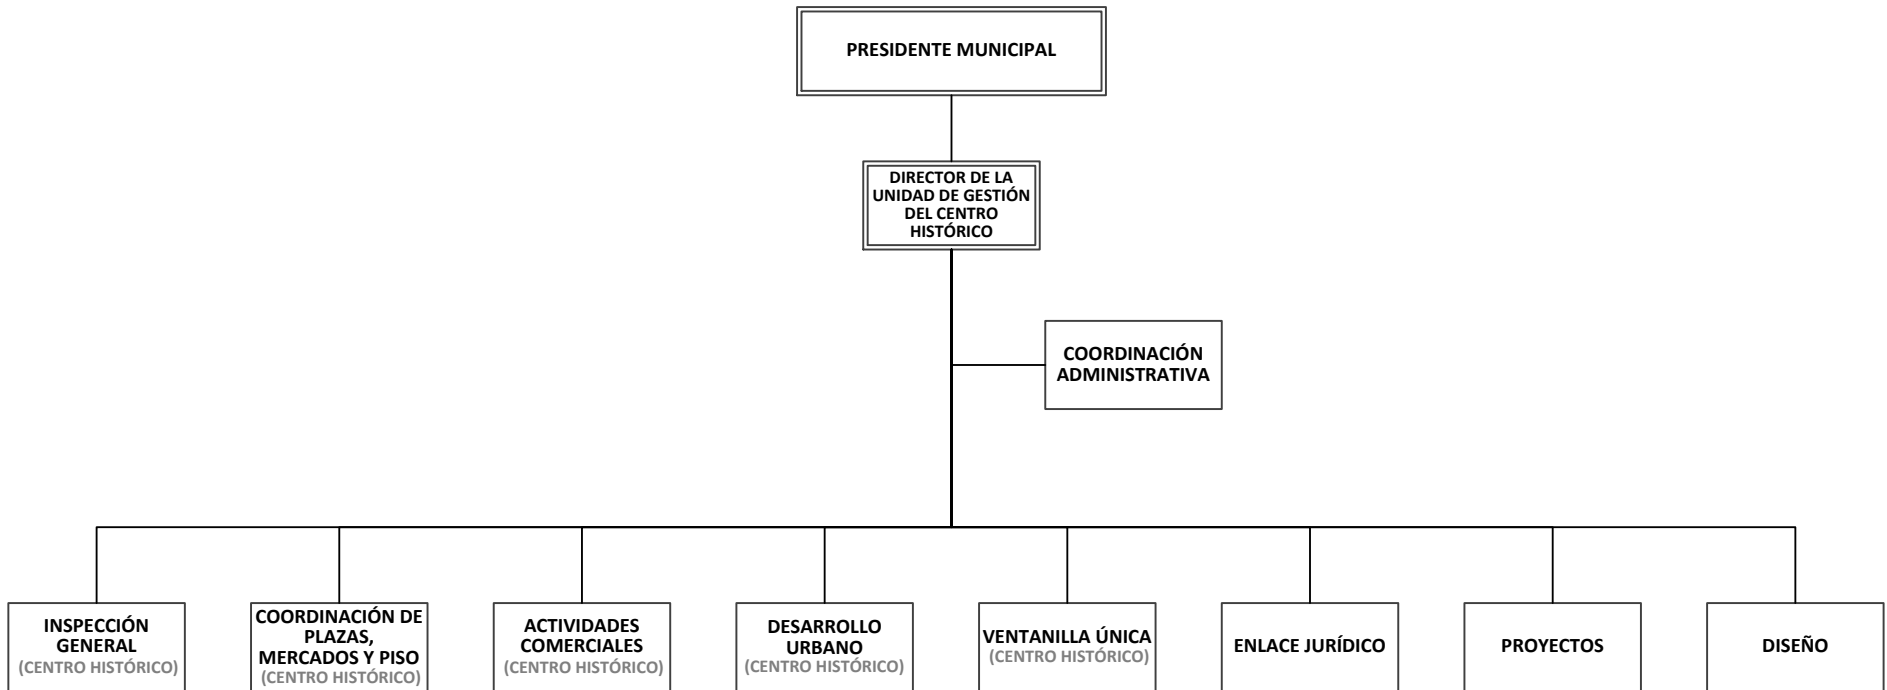 PRESIDENTE MUNICIPAL
DIRECTOR DE LA
UNIDAD DE GESTIÓN
DEL CENTRO
HISTÓRICO
COORDINACIÓN
ADMINISTRATIVA
INSPECCIÓN
GENERAL
(CENTRO HISTÓRICO)
COORDINACIÓN DE
PLAZAS,
MERCADOS Y PISO
(CENTRO HISTÓRICO)
ACTIVIDADES
COMERCIALES
(CENTRO HISTÓRICO)
DESARROLLO
URBANO
(CENTRO HISTÓRICO)
VENTANILLA ÚNICA
(CENTRO HISTÓRICO)
ENLACE JURÍDICO
PROYECTOS
DISEÑO